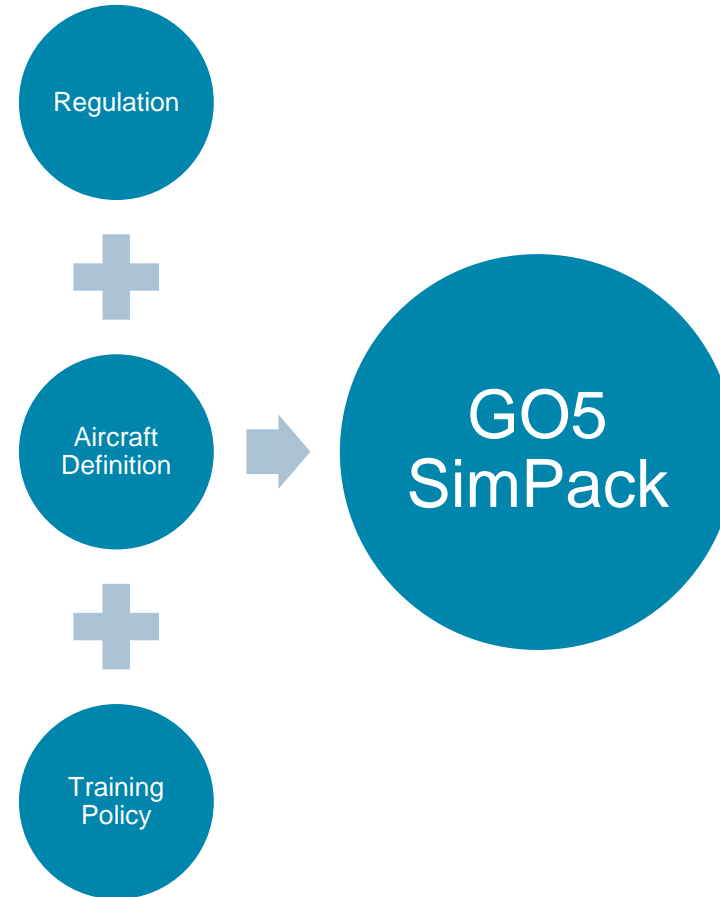 Regulation
Aircraft
Definition
Training
Policy
GO5
SimPack